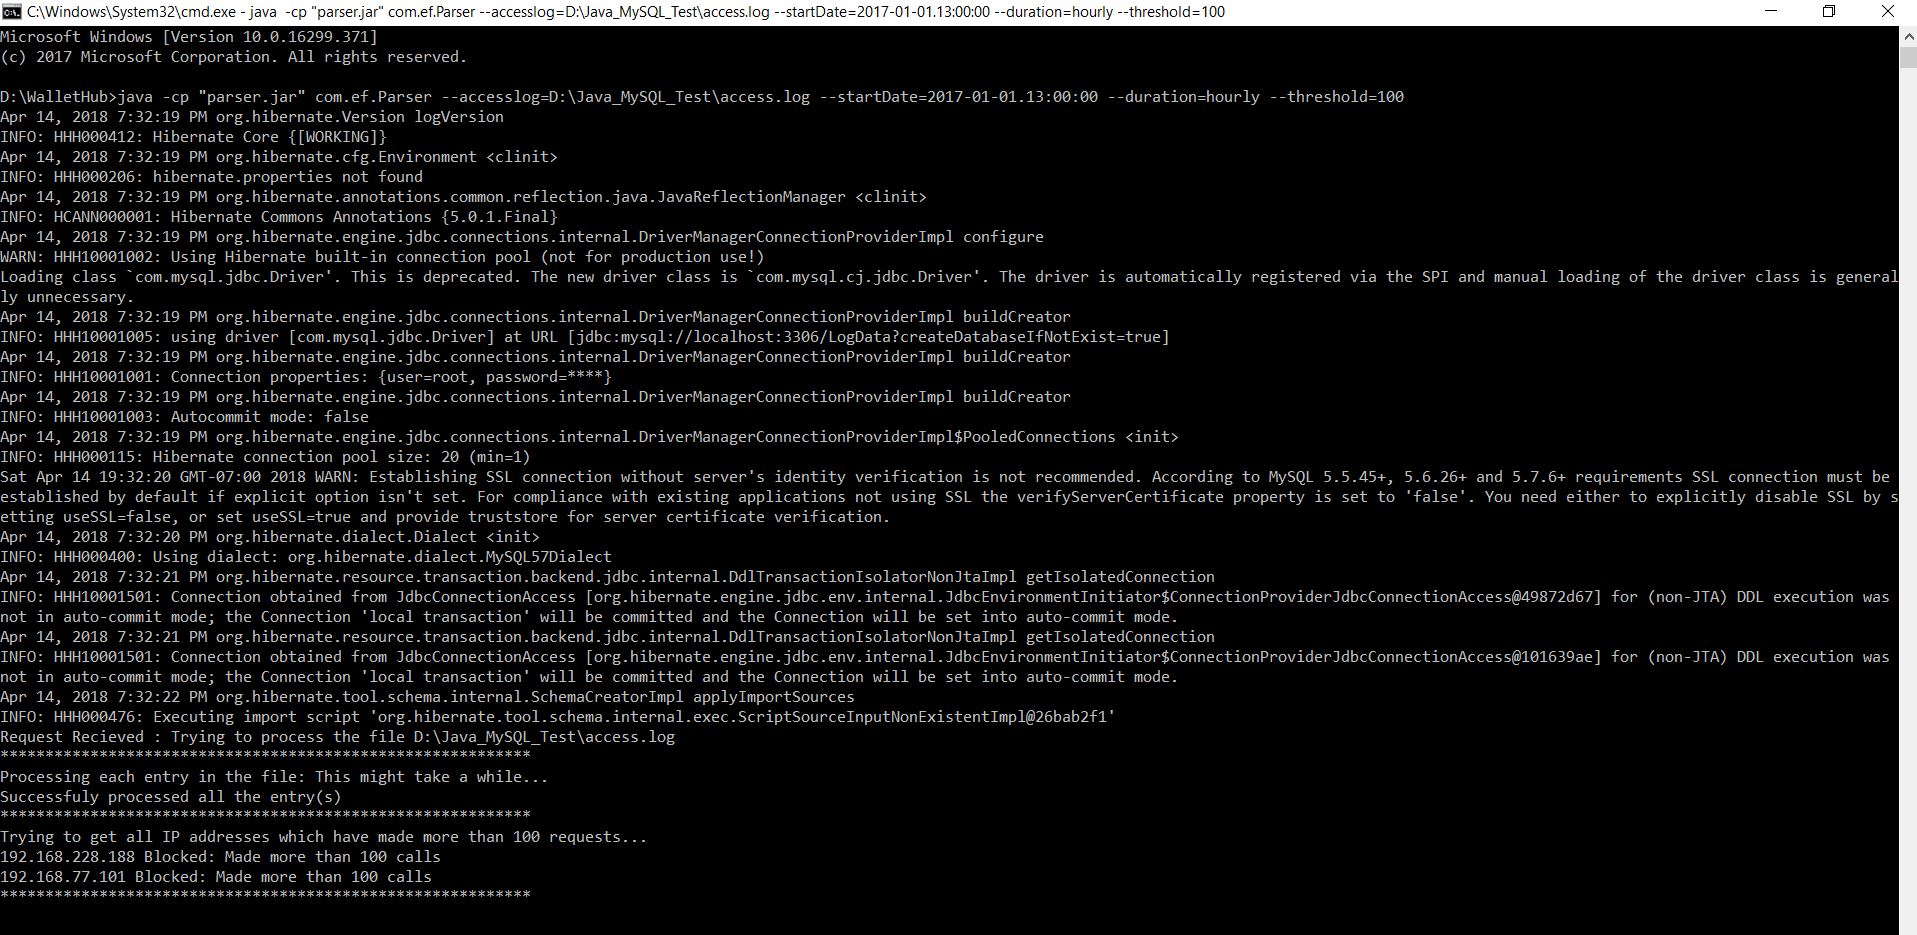 C:\Windows\System32\cmd.exe - java  -cp "parser.jar" com.ef.Parser --accesslog=D:\Java_MySQL_Test\access.log --startDate=2017-01-01.13:00:00 --duration=hourly --threshold=100
Microsoft Windows [Version 10.0.16299.371]
(c) 2017 Microsoft Corporation. All rights reserved.
D:\WalletHub>java -cp "parser.jar" com.ef.Parser --accesslog=D:\Java_MySQL_Test\access.log --startDate=2017-01-01.13:00:00 --duration=hourly --threshold=100
Apr 14, 2018 7:32:19 PM org.hibernate.Version logVersion
INFO: HHH000412: Hibernate Core {[WORKING]}
Apr 14, 2018 7:32:19 PM org.hibernate.cfg.Environment <clinit>
INFO: HHH000206: hibernate.properties not found
Apr 14, 2018 7:32:19 PM org.hibernate.annotations.common.reflection.java.JavaReflectionManager <clinit>
INFO: HCANN000001: Hibernate Commons Annotations {5.0.1.Final}
Apr 14, 2018 7:32:19 PM org.hibernate.engine.jdbc.connections.internal.DriverManagerConnectionProviderImpl configure
WARN: HHH10001002: Using Hibernate built-in connection pool (not for production use!)
Loading class `com.mysql.jdbc.Driver'. This is deprecated. The new driver class is `com.mysql.cj.jdbc.Driver'. The driver is automatically registered via the SPI and manual loading of the driver class is general
ly unnecessary.
Apr 14, 2018 7:32:19 PM org.hibernate.engine.jdbc.connections.internal.DriverManagerConnectionProviderImpl buildCreator
INFO: HHH10001005: using driver [com.mysql.jdbc.Driver] at URL [jdbc:mysql://localhost:3306/LogData?createDatabaseIfNotExist=true]
Apr 14, 2018 7:32:19 PM org.hibernate.engine.jdbc.connections.internal.DriverManagerConnectionProviderImpl buildCreator
INFO: HHH10001001: Connection properties: {user=root, password=****}
Apr 14, 2018 7:32:19 PM org.hibernate.engine.jdbc.connections.internal.DriverManagerConnectionProviderImpl buildCreator
INFO: HHH10001003: Autocommit mode: false
Apr 14, 2018 7:32:19 PM org.hibernate.engine.jdbc.connections.internal.DriverManagerConnectionProviderImpl$PooledConnections <init>
INFO: HHH000115: Hibernate connection pool size: 20 (min=1)
Sat Apr 14 19:32:20 GMT-07:00 2018 WARN: Establishing SSL connection without server's identity verification is not recommended. According to MySQL 5.5.45+, 5.6.26+ and 5.7.6+ requirements SSL connection must be
established by default if explicit option isn't set. For compliance with existing applications not using SSL the verifyServerCertificate property is set to 'false'. You need either to explicitly disable SSL by s
etting useSSL=false, or set useSSL=true and provide truststore for server certificate verification.
Apr 14, 2018 7:32:20 PM org.hibernate.dialect.Dialect <init>
INFO: HHH000400: Using dialect: org.hibernate.dialect.MySQL57Dialect
Apr 14, 2018 7:32:21 PM org.hibernate.resource.transaction.backend.jdbc.internal.DdlTransactionIsolatorNonJtaImpl getIsolatedConnection
INFO: HHH10001501: Connection obtained from JdbcConnectionAccess [org.hibernate.engine.jdbc.env.internal.JdbcEnvironmentInitiator$ConnectionProviderJdbcConnectionAccess@49872d67] for (non-JTA) DDL execution was
not in auto-commit mode; the Connection 'local transaction' will be committed and the Connection will be set into auto-commit mode.
Apr 14, 2018 7:32:21 PM org.hibernate.resource.transaction.backend.jdbc.internal.DdlTransactionIsolatorNonJtaImpl getIsolatedConnection
INFO: HHH10001501: Connection obtained from JdbcConnectionAccess [org.hibernate.engine.jdbc.env.internal.JdbcEnvironmentInitiator$ConnectionProviderJdbcConnectionAccess@101639ae] for (non-JTA) DDL execution was
not in auto-commit mode; the Connection 'local transaction' will be committed and the Connection will be set into auto-commit mode.
Apr 14, 2018 7:32:22 PM org.hibernate.tool.schema.internal.SchemaCreatorImpl applyImportSources
INFO: HHH000476: Executing import script 'org.hibernate.tool.schema.internal.exec.ScriptSourceInputNonExistentImpl@26bab2f1'
Request Recieved : Trying to process the file D:\Java_MySQL_Test\access.log
***********************************************************
Processing each entry in the file: This might take a while...
Successfuly processed all the entry(s)
***********************************************************
Trying to get all IP addresses which have made more than 100 requests...
192.168.228.188 Blocked: Made more than 100 calls
192.168.77.101 Blocked: Made more than 100 calls
***********************************************************